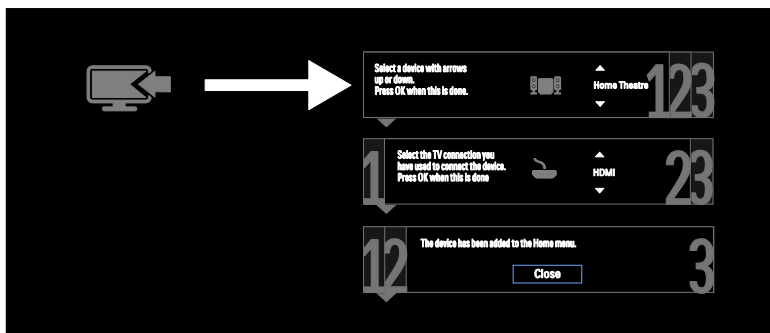 Select a device with arrows
up or down.
Press OK when this is done.
Home Theatre
123
1
Select the TV connection you
have used to connect the device.
Press OK when this is done
HDMI
23
12
The device has been added to the Home menu.
Close
3